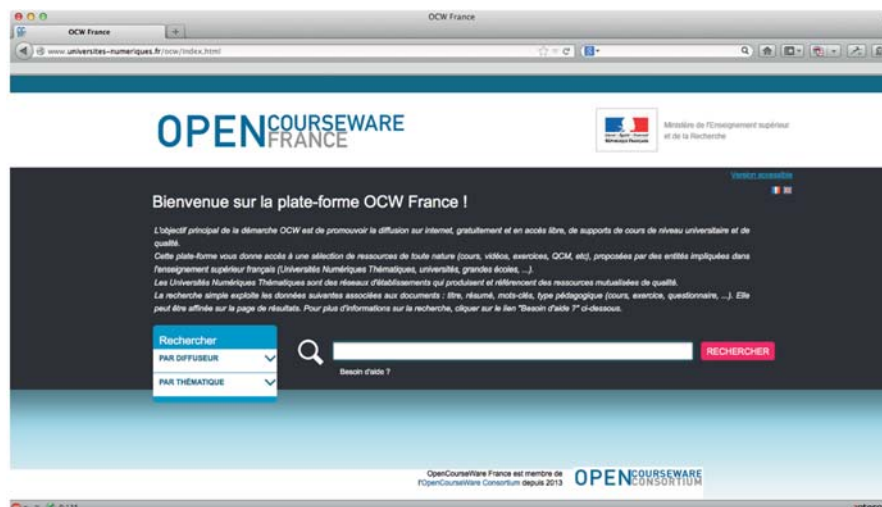 OCW France
OCW France
www.universites-numeriques.fr/ocw/index.html
OPENCOURSEWARE
FRANCE
Ministère de l'Enseignement supérieur
et de la Recherche
Version accessible
Bienvenue sur la plate-forme OCW France !
L'objectif principal de la démarche OCW est de promouvoir la diffusion sur internet, gratuitement et en accès libre, de supports de cours de niveau universitaire et de
qualité.
Cette plate-forme vous donne accès à une sélection de ressources de toute nature (cours, vidéos, exercices, QCM, etc), proposées par des entités impliquées dans
l'enseignement supérieur français (Universités Numériques Thématiques, universités, grandes écoles, ...).
Les Universités Numériques Thématiques sont des réseaux d'établissements qui produisent et référencent des ressources mutualisées de qualité.
La recherche simple exploite les données suivantes associées aux documents : titre, résumé, mots-clés, type pédagogique (cours, exercice, questionnaire, ...). Elle
peut être affinée sur la page de résultats. Pour plus d'informations sur la recherche, cliquer sur le lien "Besoin d'aide ?" ci-dessous.
Rechercher
PAR DIFFUSEUR
PAR THÉMATIQUE
RECHERCHER
Besoin d'aide ?
OpenCourseWare France est membre de
l'OpenCourseWare Consortium depuis 2013
OPENCOURSEWARE
CONSORTIUM